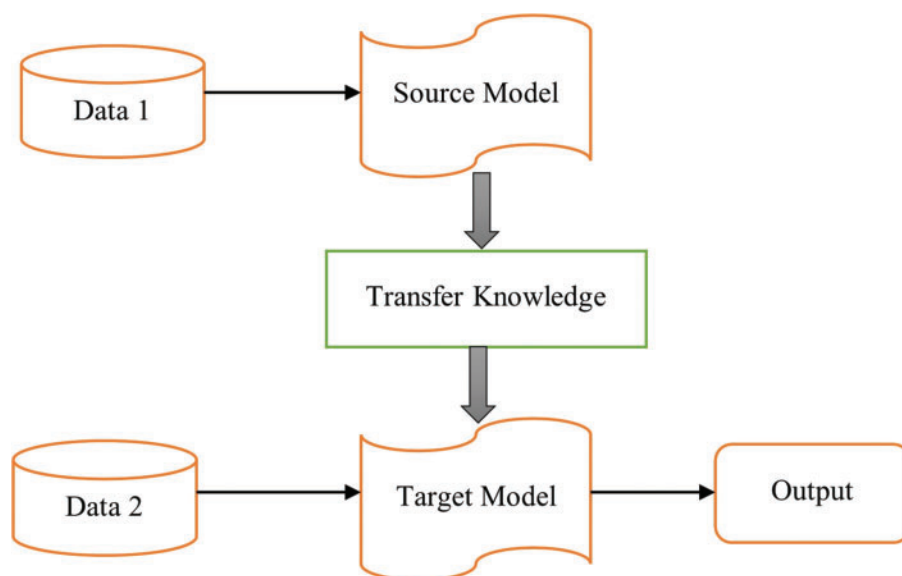 Data 1
Source Model
Transfer Knowledge
Data 2
Target Model
Output